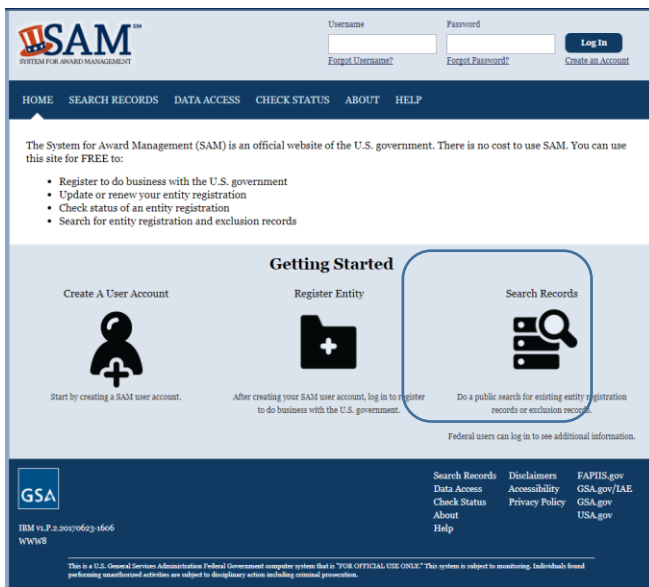 SAM SM
SYSTEM FOR AWARD MANAGEMENT
Username
Password
Log In
Forgot Username?
Forgot Password?
Create an Account
HOME SEARCH RECORDS DATA ACCESS CHECK STATUS ABOUT HELP
The System for Award Management (SAM) is an official website of the U.S. government. There is no cost to use SAM. You can use
this site for FREE to:
• Register to do business with the U.S. government
• Update or renew your entity registration
• Check status of an entity registration
• Search for entity registration and exclusion records
Getting Started
Create A User Account
Start by creating a SAM user account.
Register Entity
After creating your SAM user account, log in to register
to do business with the U.S. government.
Search Records
Do a public search for existing entity registration
records or exclusion records.
Federal users can log in to see additional information.
GSA
IBM v1.P.2.20170623-1606
WWW8
Search Records
Data Access
Check Status
About
Help
Disclaimers
Accessibility
Privacy Policy
FAPIIS.gov
GSA.gov/IAE
GSA.gov
USA.gov
This is a U.S. General Services Administration Federal Government computer system that is "FOR OFFICIAL USE ONLY." This system is subject to monitoring. Individuals found
performing unauthorized activities are subject to disciplinary action including criminal prosecution.